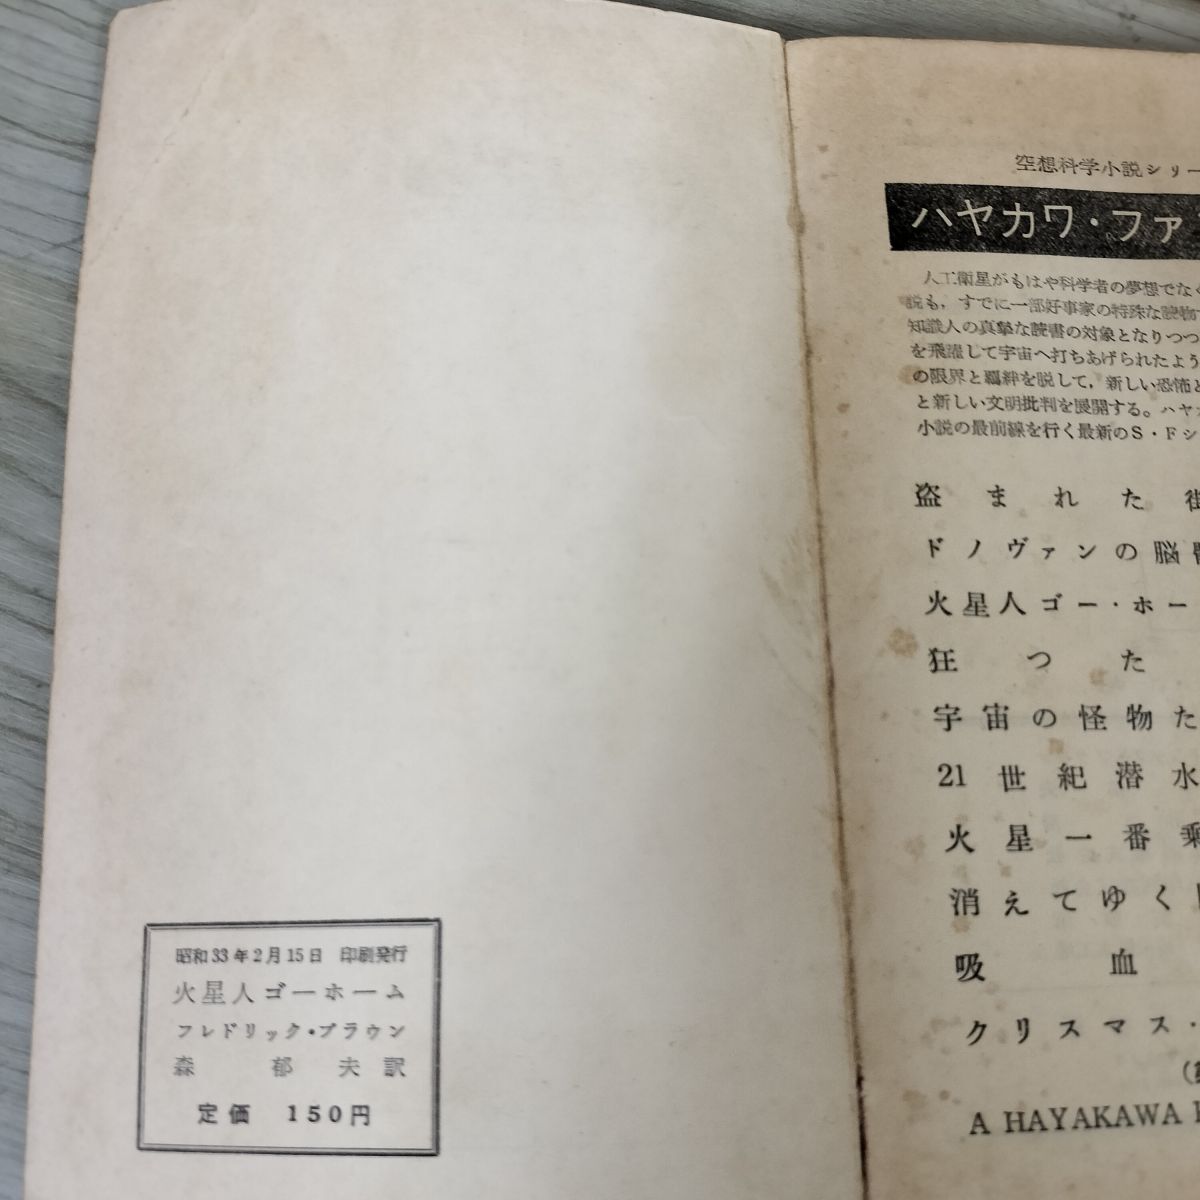 昭和33年2月15日 印刷発行
火星人ゴーホーム
フレドリック・ブラウン
森 郁夫訳
定価 150円
空想科学小説シリー
ハヤカワ・ファ
人工衛星がもはや科学者の夢想でなく
説も，すでに一部好事家の特殊な読物
知識人の真摯な読書の対象となりつつ
を飛躍して宇宙へ打ちあげられたよう
の限界と羈絆を脱して，新しい恐怖と
と新しい文明批判を展開する。ハヤカ
小説の最前線を行く最新のS・Fシ
盗まれた街
ドノヴァンの脳髄
火星人ゴー・ホー
狂った
宇宙の怪物た
21世紀潜水
火星一番乗
消えてゆく
吸血
クリスマス・
A HAYAKAWA